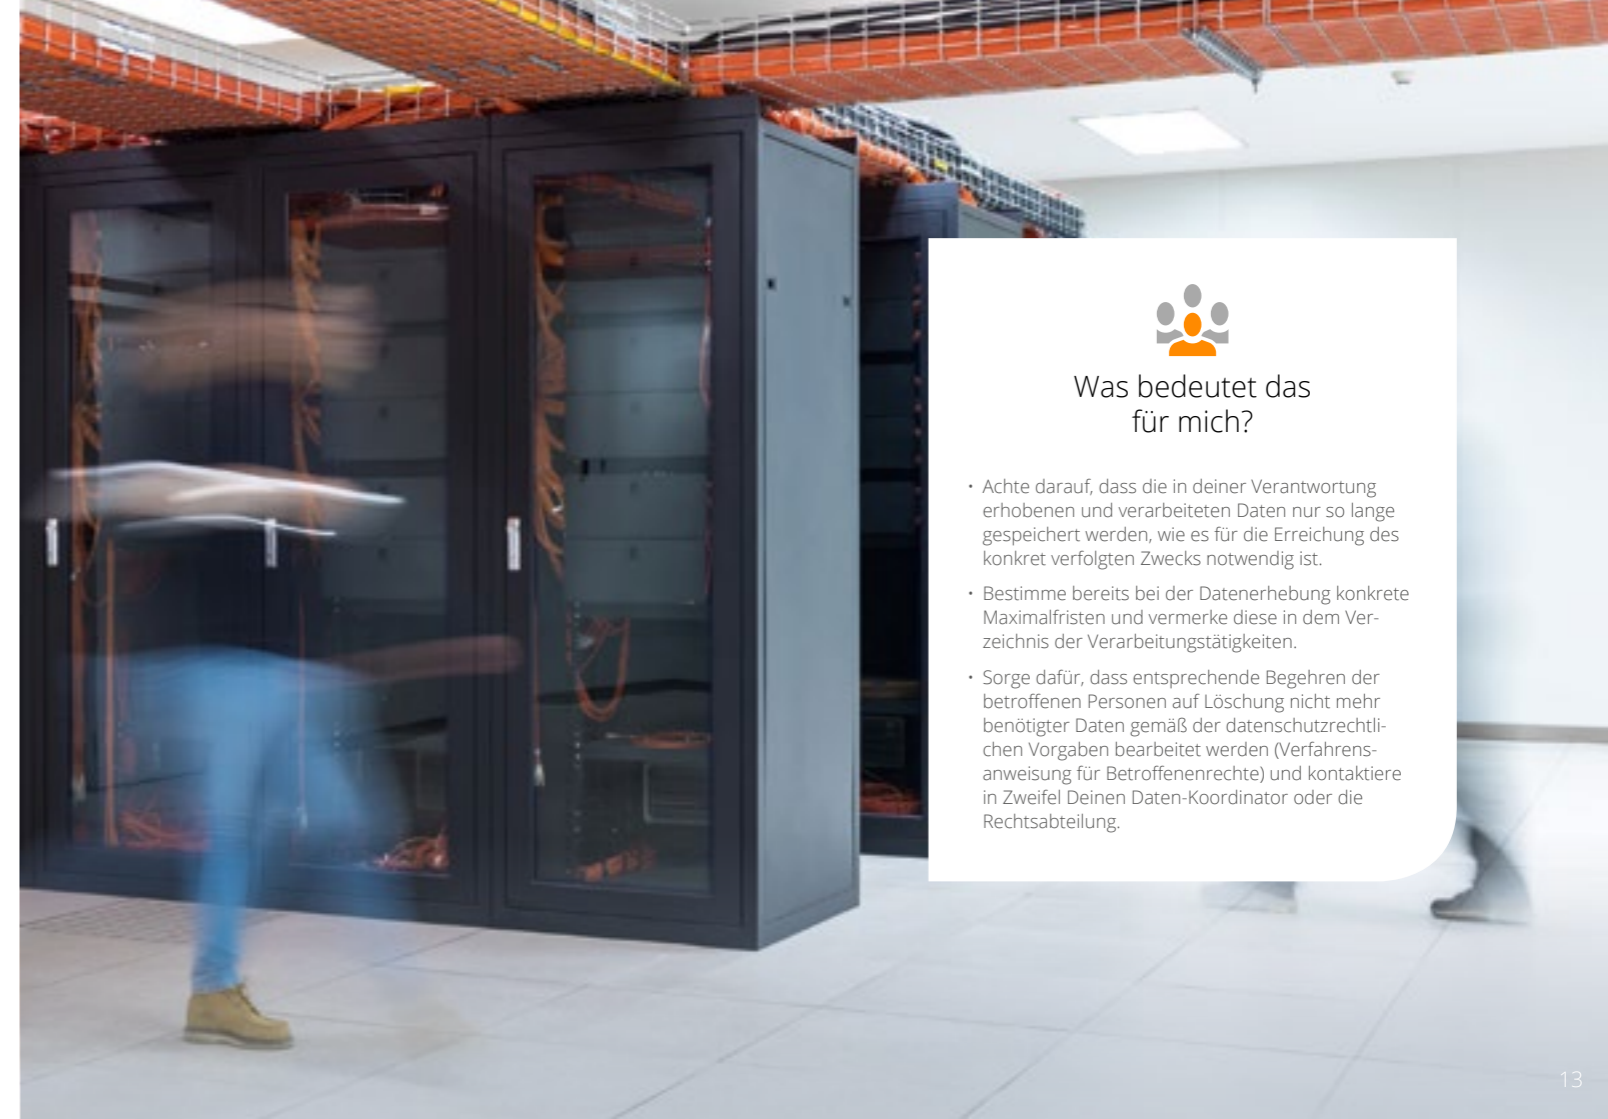 Was bedeutet das
für mich?
• Achte darauf, dass die in deiner Verantwortung
erhobenen und verarbeiteten Daten nur so lange
gespeichert werden, wie es für die Erreichung des
konkret verfolgten Zwecks notwendig ist.
• Bestimme bereits bei der Datenerhebung konkrete
Maximalfristen und vermerke diese in dem Ver-
zeichnis der Verarbeitungstätigkeiten.
• Sorge dafür, dass entsprechende Begehren der
betroffenen Personen auf Löschung nicht mehr
benötigter Daten gemäß der datenschutzrechtli-
chen Vorgaben bearbeitet werden (Verfahrens-
anweisung für Betroffenenrechte) und kontaktiere
in Zweifel Deinen Daten-Koordinator oder die
Rechtsabteilung.
13